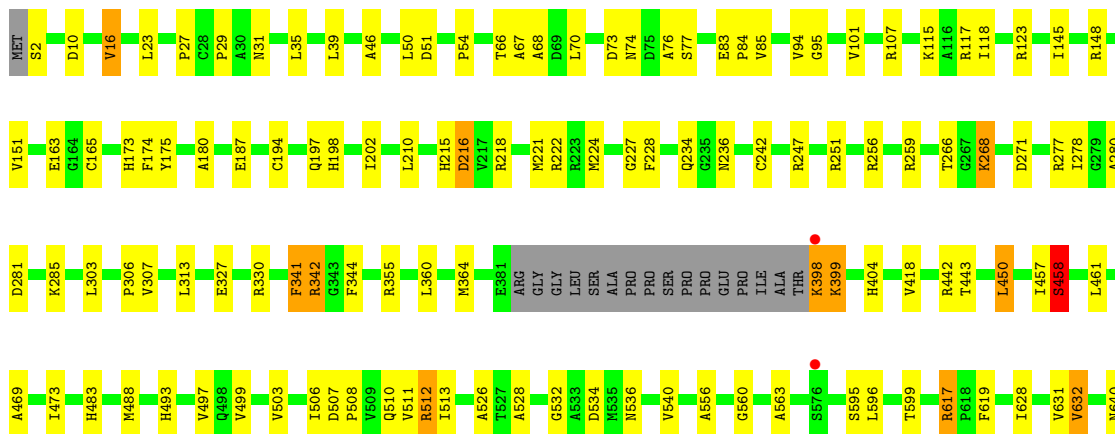 MET S2 D10 V16 L23 P27 C28 P29 A30 N31 L35 L39 A46 L50 D51 P54 T66 A67 A68 D69 L70 D73 N74 D75 A76 S77 E83 P84 V85 V94 G95 V101 R107 K115 A116 R117 I118 R123 I145 R148
V151 E163 G164 C165 H173 F174 Y175 A180 E187 C194 Q197 H198 I202 L210 H215 D216 V217 R218 M221 R222 R223 M224 G227 F228 Q234 G235 N236 C242 R247 R251 R256 R259 T266 G267 K268 D271 R277 I278 G279 A280
D281 K285 L303 P306 V307 L313 E327 R330 F341 R342 G343 F344 R355 L360 M364 E381 ARG GLY GLY LEU SER ALA PRO PRO SER PRO PRO GLU PRO ILE ALA THR K398 K399 H404 V418 R442 T443 L450 I457 S458 L461
A469 I473 H483 M488 H493 V497 Q498 V499 V503 I506 D507 P508 V509 Q510 V511 R512 I513 A526 T527 A528 G532 A533 D534 M535 N536 V540 A556 G560 A563 S576 S595 L596 T599 R617 P618 F619 I628 V631 V632 N640